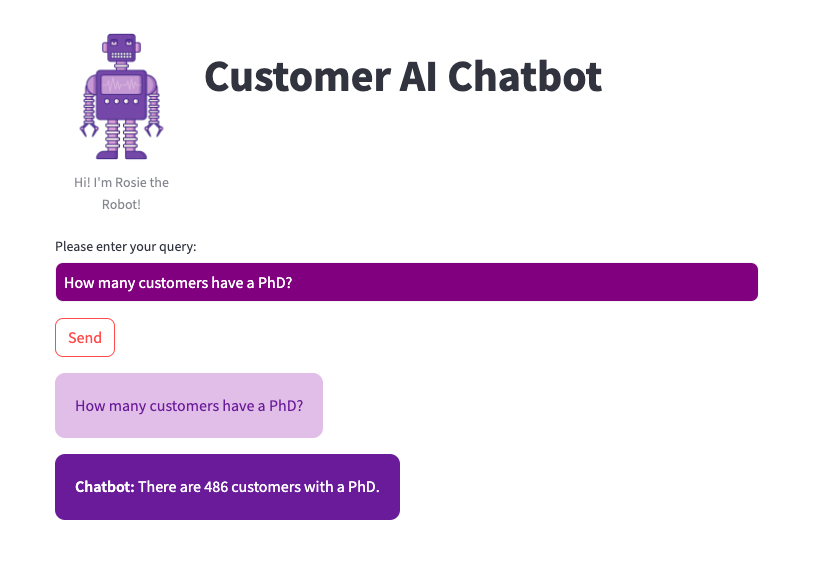 Customer AI Chatbot
Hi! I'm Rosie the
Robot!
Please enter your query:
How many customers have a PhD?
Send
How many customers have a PhD?
Chatbot: There are 486 customers with a PhD.